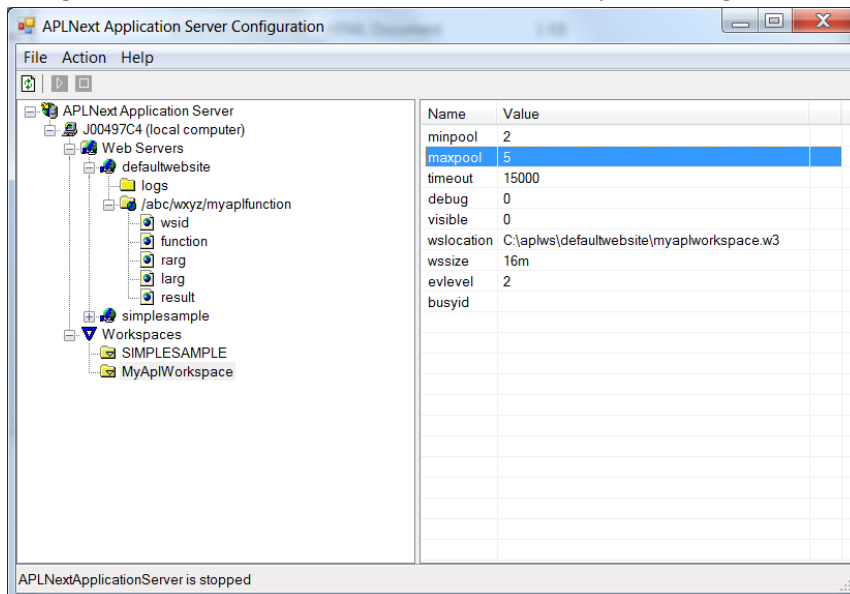 APLNext Application Server Configuration
File Action Help
APLNext Application Server
J00497C4 (local computer)
Web Servers
defaultwebsite
logs
/abc/wxyz/myaplfunction
wsid
function
rarg
larg
result
simplesample
Workspaces
SIMPLESAMPLE
MyAplWorkspace
Name Value
minpool 2
maxpool 5
timeout 15000
debug 0
visible 0
wslocation C:\aplws\defaultwebsite\myaplworkspace.w3
wssize 16m
evlevel 2
busyid
APLNextApplicationServer is stopped